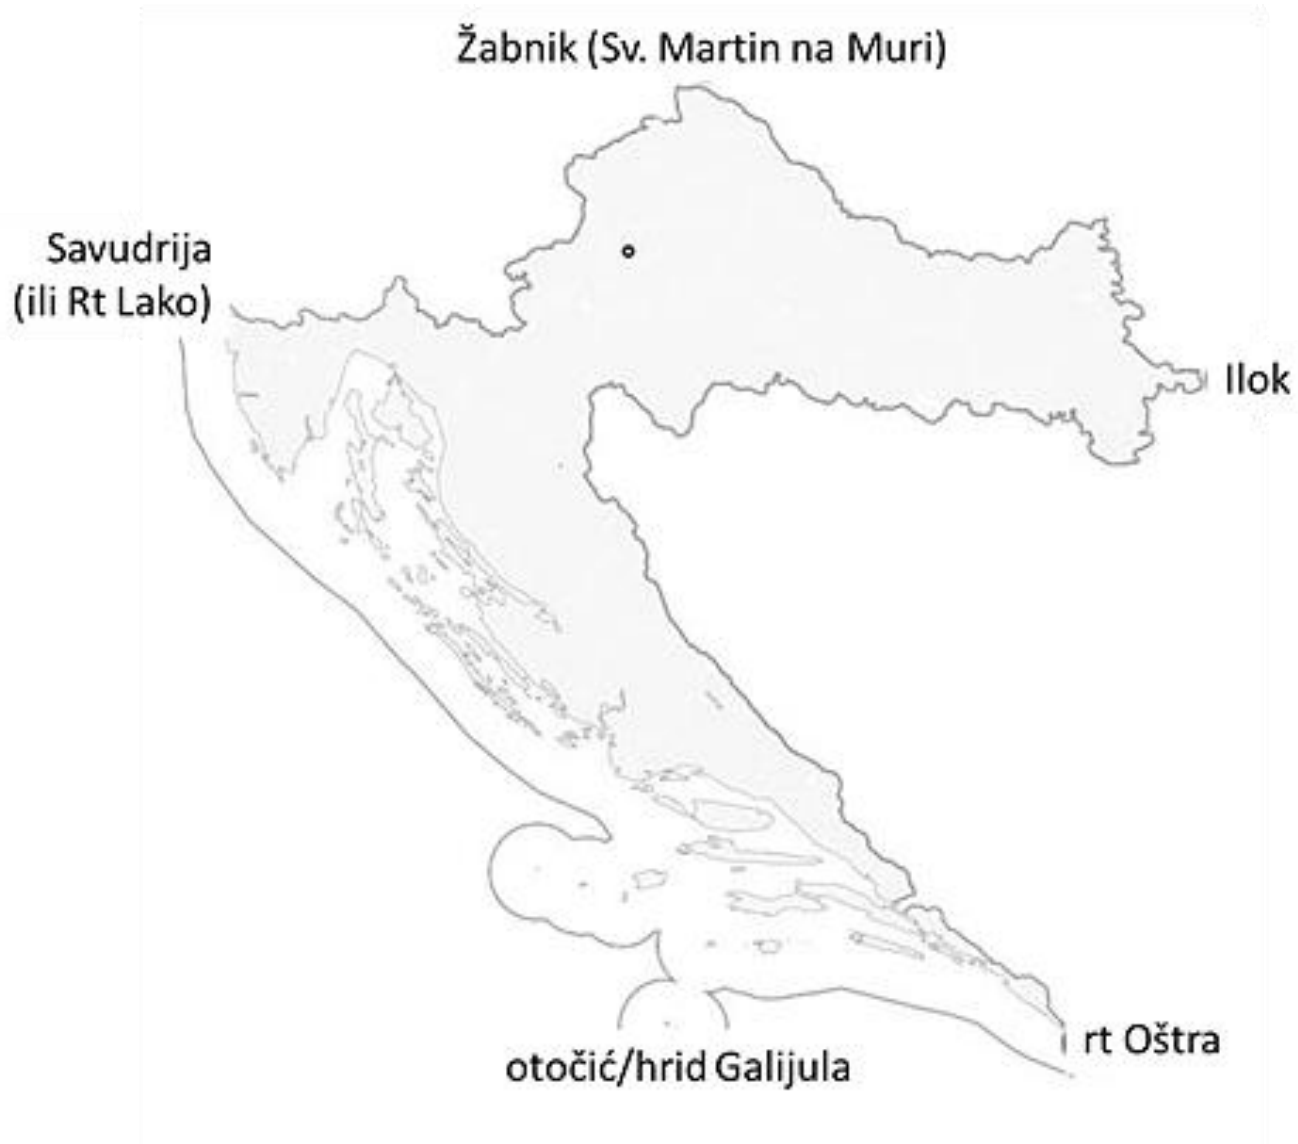 Žabnik (Sv. Martin na Muri)
Savudrija
(ili Rt Lako)
Ilok
rt Oštra
otočić/hrid Galijula